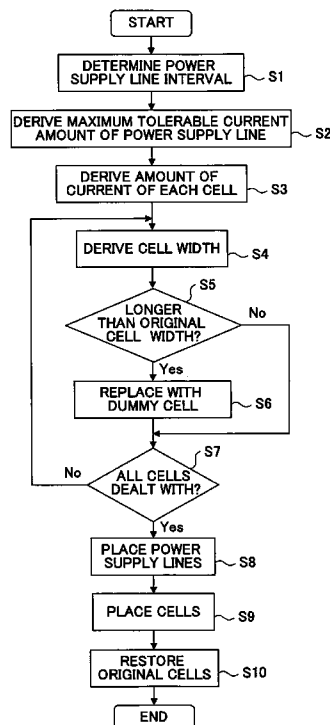 START
DETERMINE POWER
SUPPLY LINE INTERVAL
S1
DERIVE MAXIMUM TOLERABLE CURRENT
AMOUNT OF POWER SUPPLY LINE
S2
DERIVE AMOUNT OF
CURRENT OF EACH CELL
S3
DERIVE CELL WIDTH
S4
S5
LONGER
THAN ORIGINAL
CELL WIDTH?
No
Yes
REPLACE WITH
DUMMY CELL
S6
S7
No
ALL CELLS
DEALT WITH?
Yes
PLACE POWER
SUPPLY LINES
S8
PLACE CELLS
S9
RESTORE
ORIGINAL CELLS
S10
END